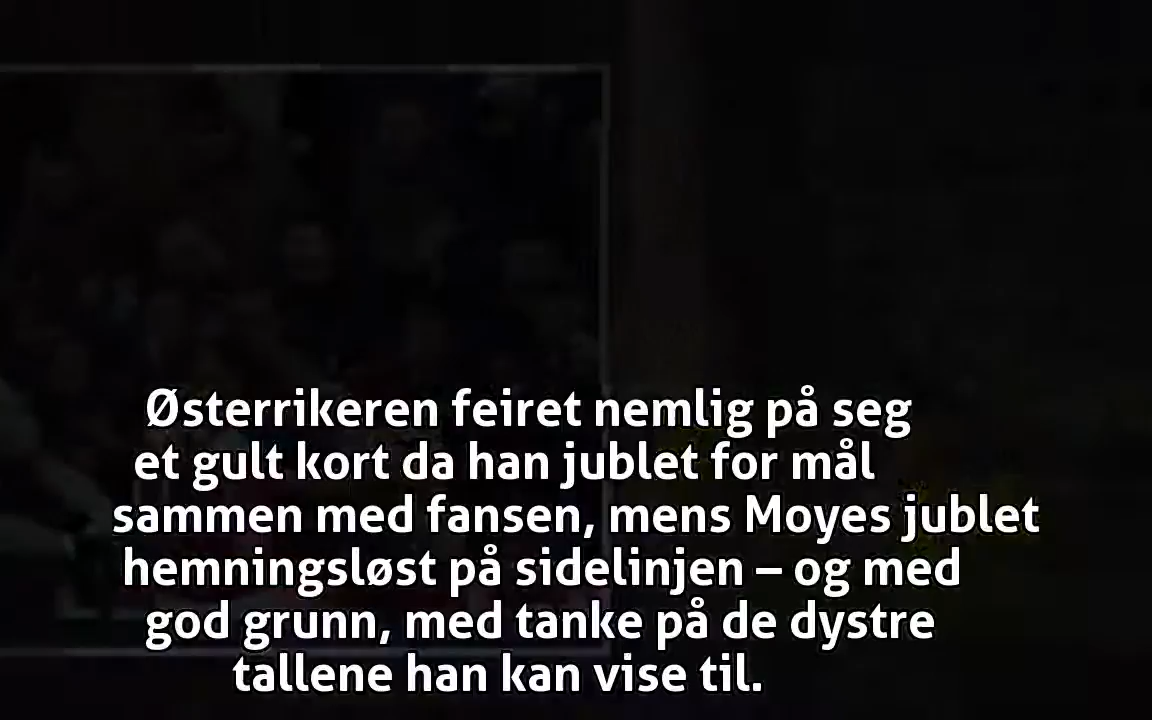 Østerrikeren feiret nemlig på seg
et gult kort da han jublet for mål
sammen med fansen, mens Moyes jublet
hemningsløst på sidelinjen – og med
god grunn, med tanke på de dystre
tallene han kan vise til.